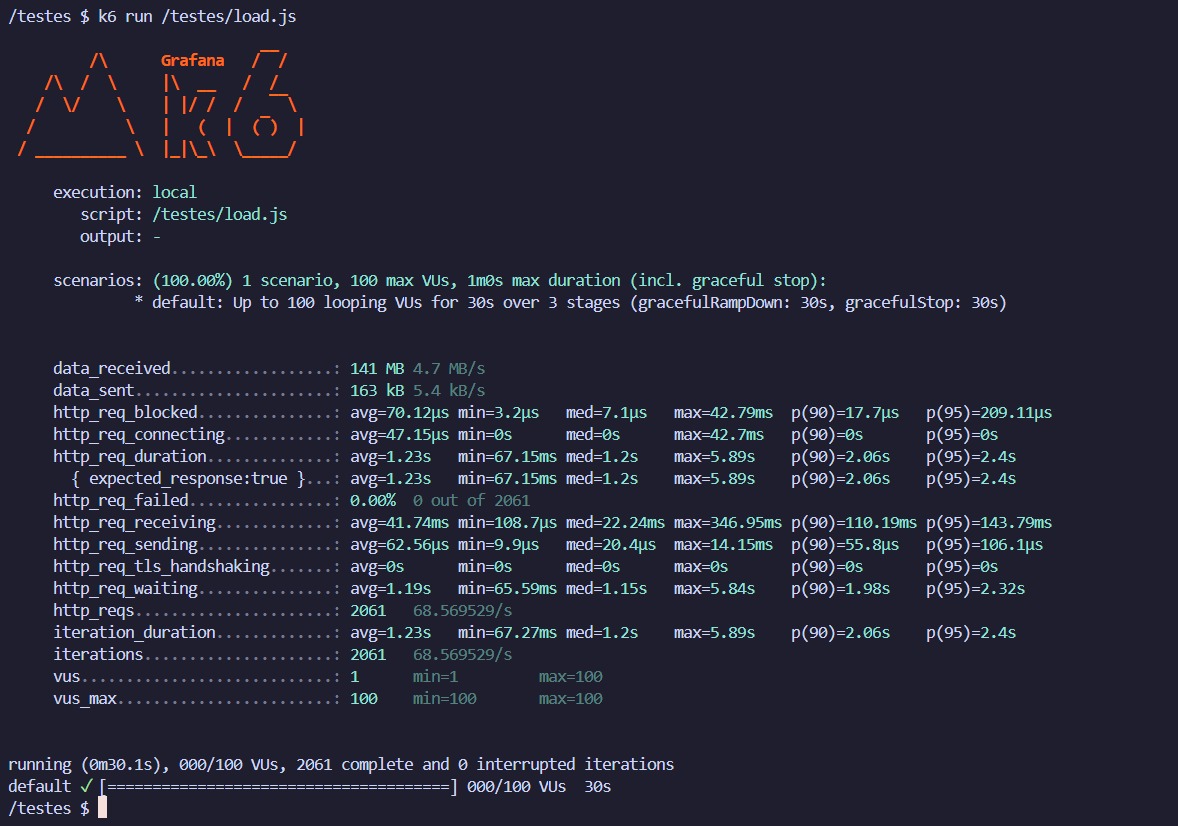 /testes $ k6 run /testes/load.js
Grafana
execution: local
script: /testes/load.js
output: -
scenarios: (100.00%) 1 scenario, 100 max VUs, 1m0s max duration (incl. graceful stop):
* default: Up to 100 looping VUs for 30s over 3 stages (gracefulRampDown: 30s, gracefulStop: 30s)
data_received..................: 141 MB 4.7 MB/s
data_sent......................: 163 kB 5.4 kB/s
http_req_blocked...............: avg=70.12µs min=3.2µs   med=7.1µs   max=42.79ms  p(90)=17.7µs   p(95)=209.11µs
http_req_connecting............: avg=47.15µs min=0s      med=0s      max=42.7ms   p(90)=0s       p(95)=0s
http_req_duration..............: avg=1.23s   min=67.15ms med=1.2s    max=5.89s    p(90)=2.06s    p(95)=2.4s
{ expected_response:true }...: avg=1.23s   min=67.15ms med=1.2s    max=5.89s    p(90)=2.06s    p(95)=2.4s
http_req_failed................: 0.00%  0 out of 2061
http_req_receiving.............: avg=41.74ms min=108.7µs med=22.24ms max=346.95ms p(90)=110.19ms p(95)=143.79ms
http_req_sending...............: avg=62.56µs min=9.9µs   med=20.4µs  max=14.15ms  p(90)=55.8µs   p(95)=106.1µs
http_req_tls_handshaking.......: avg=0s      min=0s      med=0s      max=0s       p(90)=0s       p(95)=0s
http_req_waiting...............: avg=1.19s   min=65.59ms med=1.15s   max=5.84s    p(90)=1.98s    p(95)=2.32s
http_reqs......................: 2061   68.569529/s
iteration_duration.............: avg=1.23s   min=67.27ms med=1.2s    max=5.89s    p(90)=2.06s    p(95)=2.4s
iterations.....................: 2061   68.569529/s
vus............................: 1      min=1         max=100
vus_max........................: 100    min=100       max=100
running (0m30.1s), 000/100 VUs, 2061 complete and 0 interrupted iterations
default ✓ [======================================] 000/100 VUs  30s
/testes $